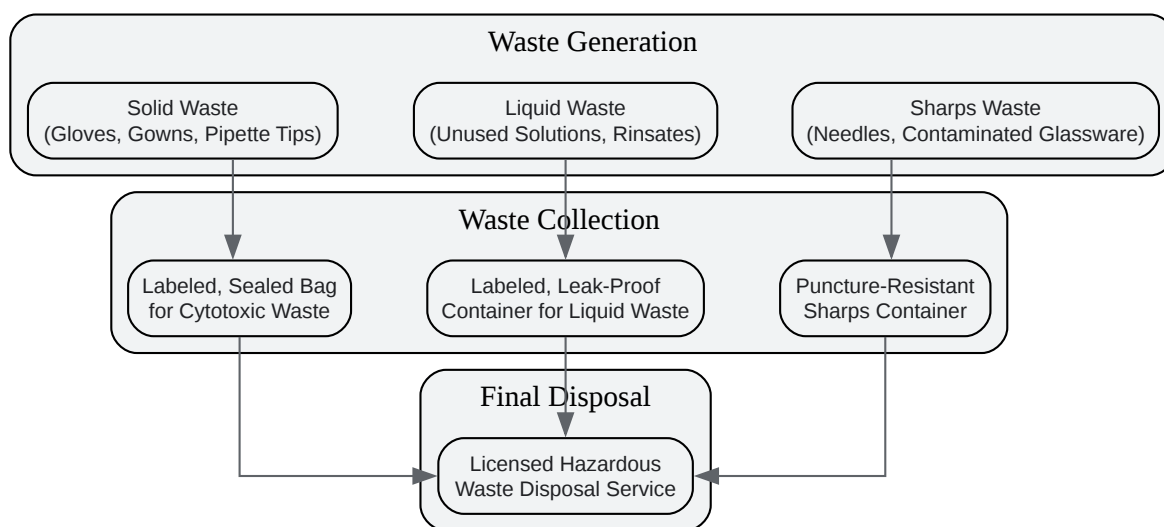 Waste Generation
Solid Waste
(Gloves, Gowns, Pipette Tips)
Liquid Waste
(Unused Solutions, Rinsates)
Sharps Waste
(Needles, Contaminated Glassware)
Waste Collection
Labeled, Sealed Bag
for Cytotoxic Waste
Labeled, Leak-Proof
Container for Liquid Waste
Puncture-Resistant
Sharps Container
Final Disposal
Licensed Hazardous
Waste Disposal Service